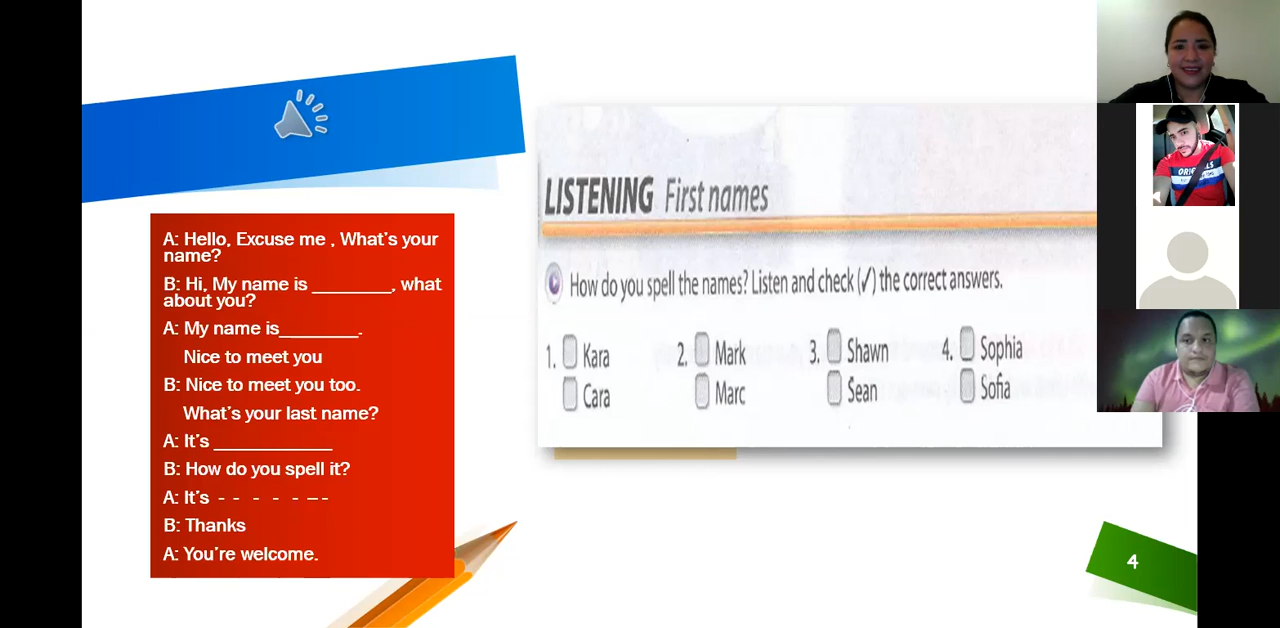 A: Hello, Excuse me , What's your
name?
B: Hi, My name is ________, what
about you?
A: My name is________.
Nice to meet you
B: Nice to meet you too.
What's your last name?
A: It's ____________
B: How do you spell it?
A: It's - - - - - – -
B: Thanks
A: You're welcome.
LISTENING First names
How do you spell the names? Listen and check (✓) the correct answers.
1. Kara 2. Mark 3. Shawn 4. Sophia
Cara Marc Sean Sofia
4